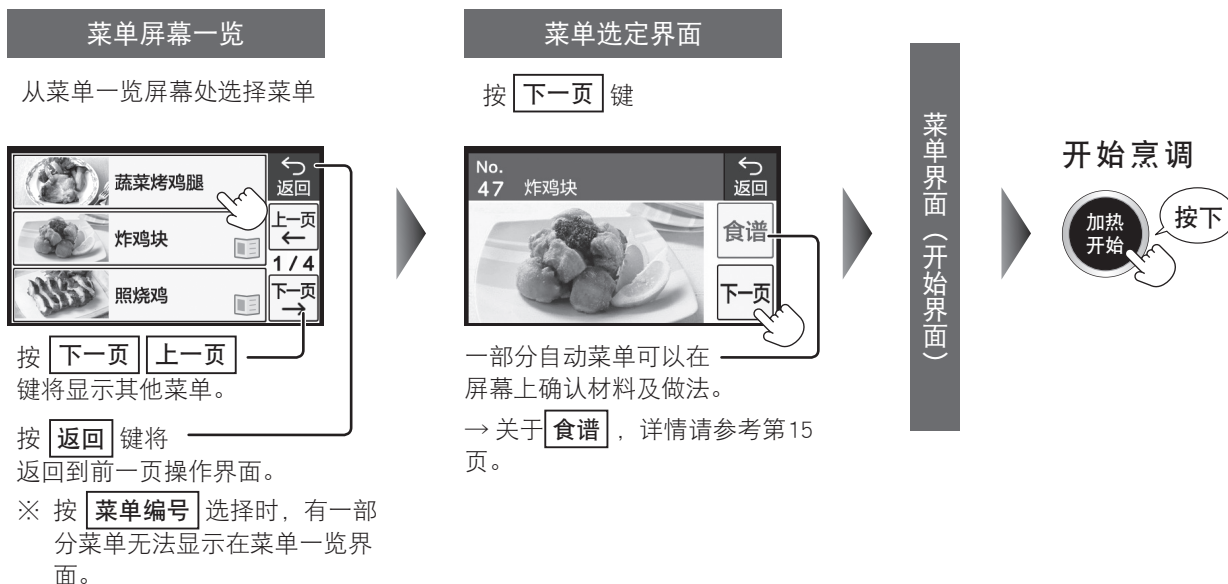 菜单屏幕一览
从菜单一览屏幕处选择菜单
蔬菜烤鸡腿
炸鸡块
照烧鸡
返回
上一页
←
1 / 4
下一页
→
按 下一页 上一页
键将显示其他菜单。
按 返回 键将
返回到前一页操作界面。
※ 按 菜单编号 选择时，有一部
分菜单无法显示在菜单一览界
面。
菜单选定界面
按 下一页 键
No.
47 炸鸡块
返回
食谱
下一页
一部分自动菜单可以在
屏幕上确认材料及做法。
→ 关于 食谱 ，详情请参考第15
页。
菜单界面（开始界面）
开始烹调
加热
开始
按下